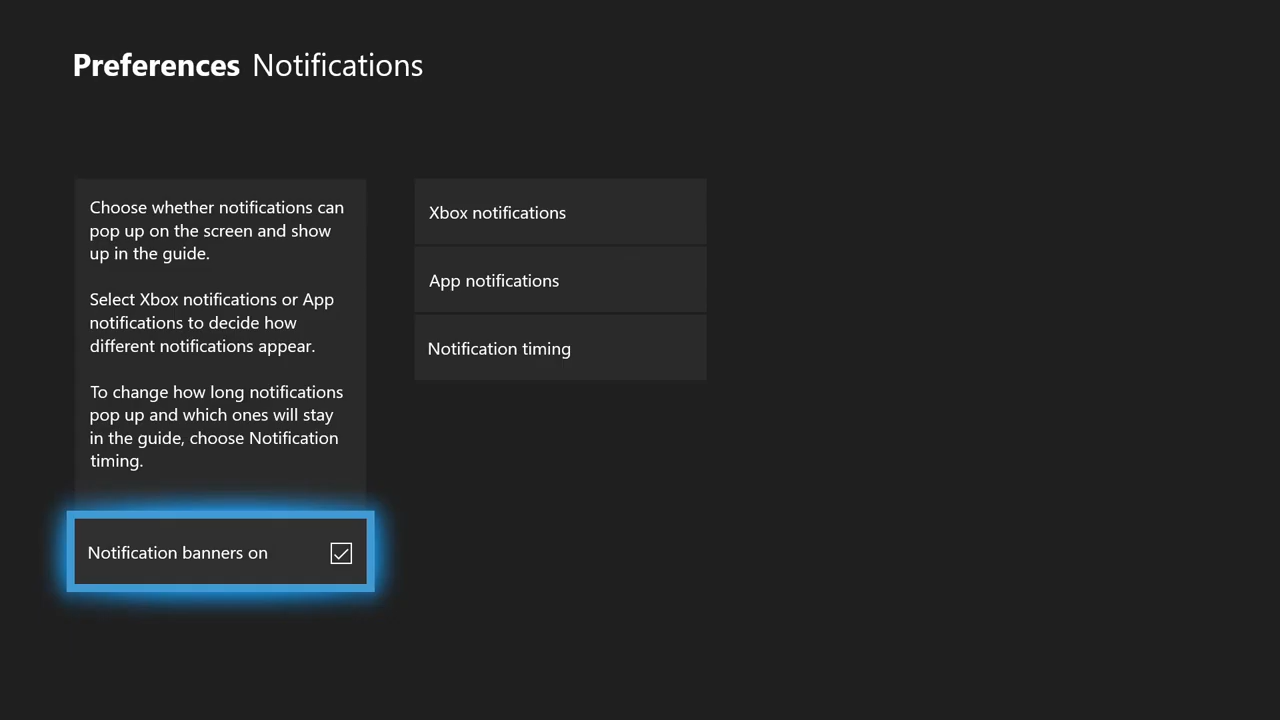 Preferences Notifications
Choose whether notifications can
pop up on the screen and show
up in the guide.
Select Xbox notifications or App
notifications to decide how
different notifications appear.
To change how long notifications
pop up and which ones will stay
in the guide, choose Notification
timing.
Notification banners on
Xbox notifications
App notifications
Notification timing